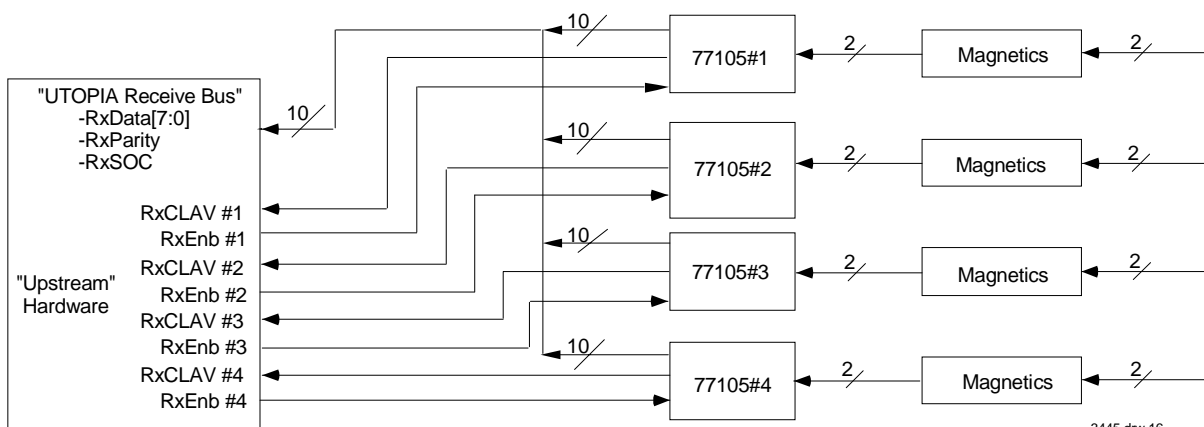 10
77105#1
2
Magnetics
2
"UTOPIA Receive Bus"
-RxData[7:0]
-RxParity
-RxSOC
10
10
77105#2
2
Magnetics
2
RxCLAV #1
RxEnb #1
RxCLAV #2
RxEnb #2
RxCLAV #3
RxEnb #3
RxCLAV #4
RxEnb #4
"Upstream"
Hardware
10
77105#3
2
Magnetics
2
10
77105#4
2
Magnetics
2